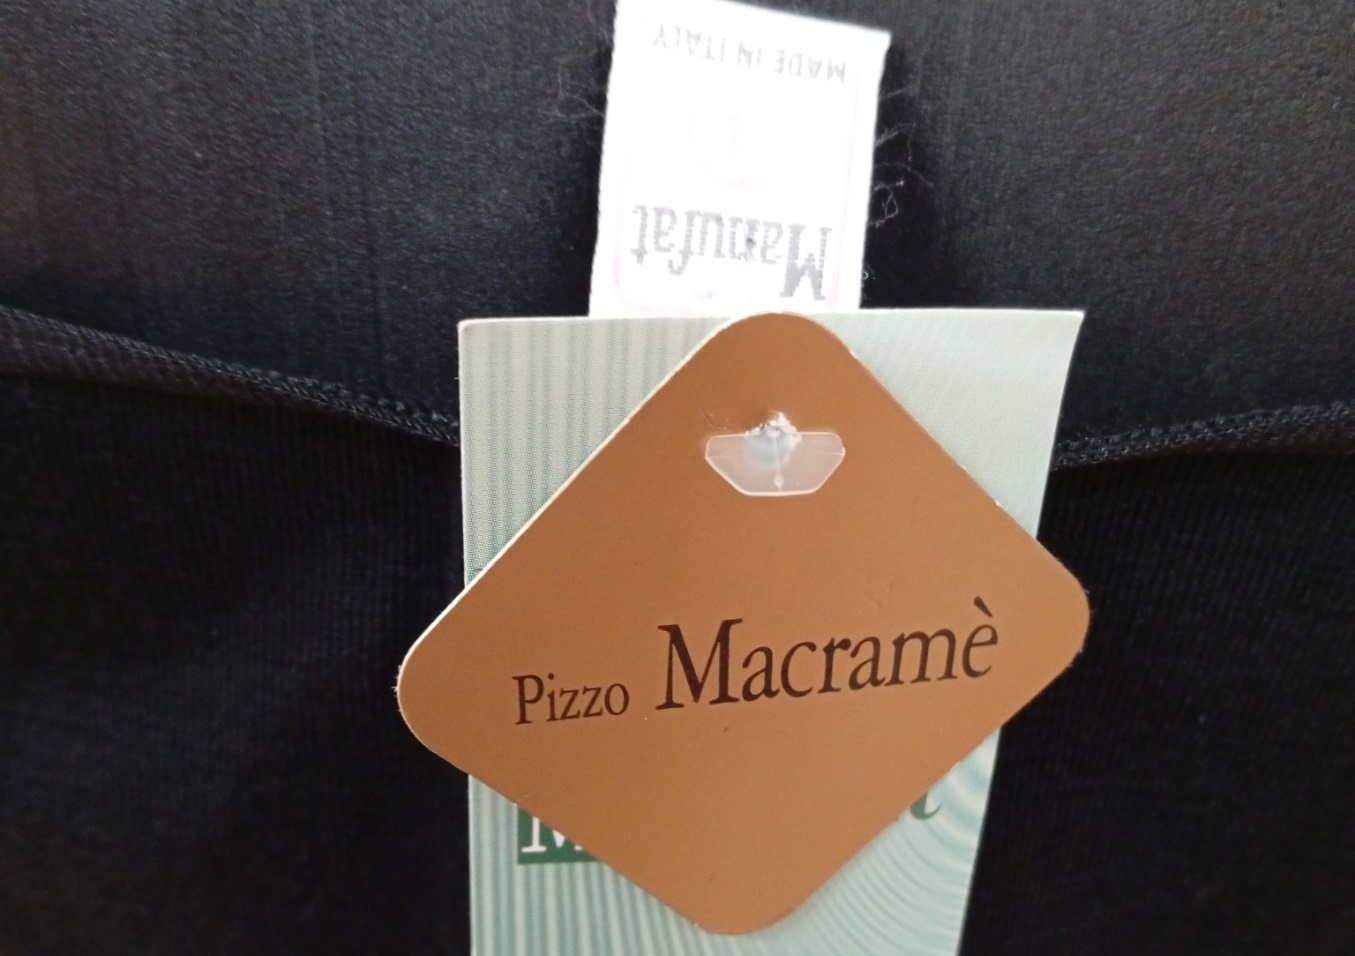 MADE IN ITALY
Manufat
Pizzo Macramè
M
t